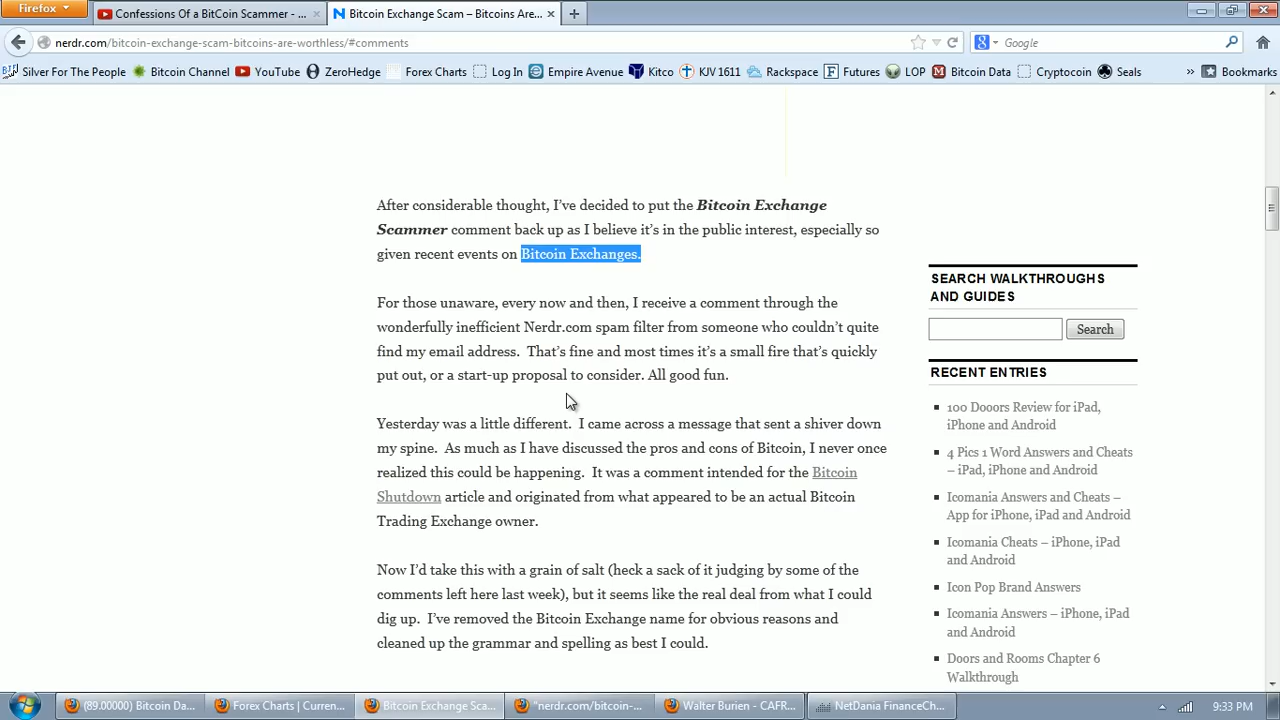 Firefox
Confessions Of a BitCoin Scammer - ...
Bitcoin Exchange Scam – Bitcoins Are...
nerdr.com/bitcoin-exchange-scam-bitcoins-are-worthless/#comments
Google
Silver For The People
Bitcoin Channel
YouTube
ZeroHedge
Forex Charts
Log In
Empire Avenue
Kitco
KJV 1611
Rackspace
Futures
LOP
Bitcoin Data
Cryptocoin
Seals
»
Bookmarks
After considerable thought, I've decided to put the Bitcoin Exchange
Scammer comment back up as I believe it's in the public interest, especially so
given recent events on Bitcoin Exchanges.
For those unaware, every now and then, I receive a comment through the
wonderfully inefficient Nerdr.com spam filter from someone who couldn't quite
find my email address.  That's fine and most times it's a small fire that's quickly
put out, or a start-up proposal to consider. All good fun.
Yesterday was a little different.  I came across a message that sent a shiver down
my spine.  As much as I have discussed the pros and cons of Bitcoin, I never once
realized this could be happening.  It was a comment intended for the Bitcoin
Shutdown article and originated from what appeared to be an actual Bitcoin
Trading Exchange owner.
Now I'd take this with a grain of salt (heck a sack of it judging by some of the
comments left here last week), but it seems like the real deal from what I could
dig up.  I've removed the Bitcoin Exchange name for obvious reasons and
cleaned up the grammar and spelling as best I could.
SEARCH WALKTHROUGHS
AND GUIDES
Search
RECENT ENTRIES
100 Dooors Review for iPad,
iPhone and Android
4 Pics 1 Word Answers and Cheats
– iPad, iPhone and Android
Icomania Answers and Cheats –
App for iPhone, iPad and Android
Icomania Cheats – iPhone, iPad
and Android
Icon Pop Brand Answers
Icomania Answers – iPhone, iPad
and Android
Doors and Rooms Chapter 6
Walkthrough
(89.00000) Bitcoin Da...
Forex Charts | Curren...
Bitcoin Exchange Sca...
"nerdr.com/bitcoin-...
Walter Burien - CAFR...
NetDania FinanceCh...
9:33 PM